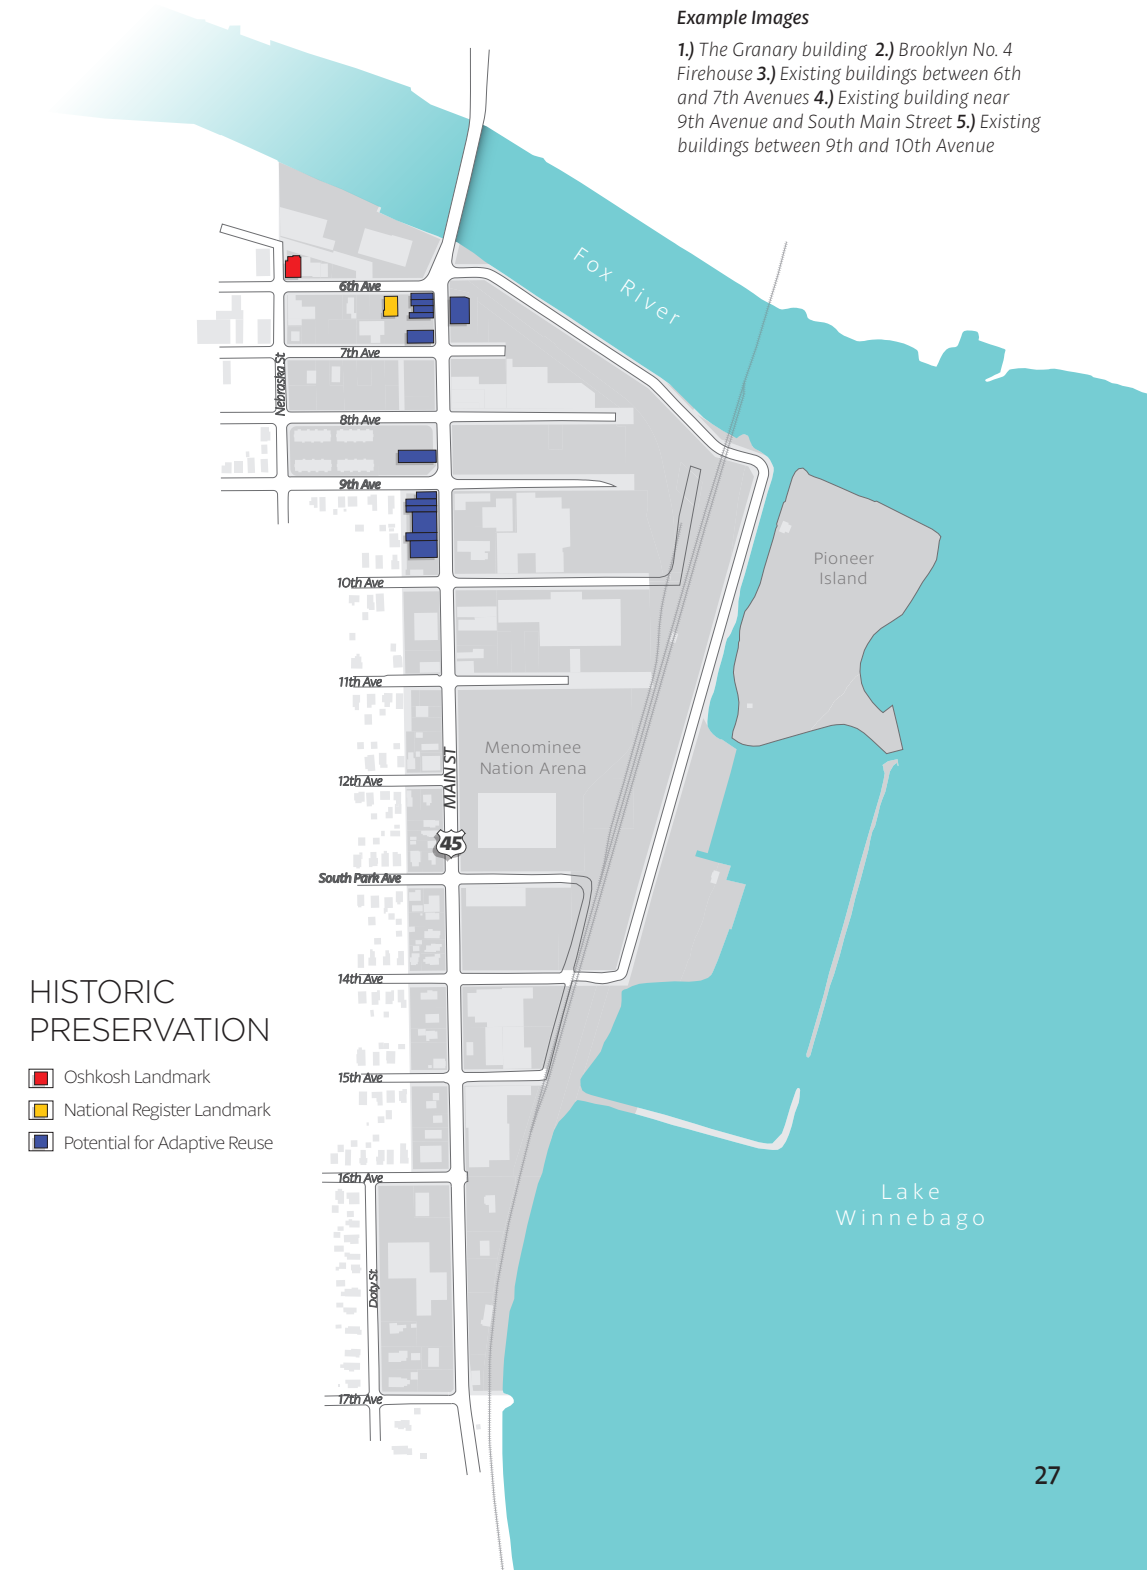 Example Images
1.) The Granary building 2.) Brooklyn No. 4
Firehouse 3.) Existing buildings between 6th
and 7th Avenues 4.) Existing building near
9th Avenue and South Main Street 5.) Existing
buildings between 9th and 10th Avenue
Fox River
6th Ave
7th Ave
Nebraska St
8th Ave
9th Ave
Pioneer
Island
10th Ave
11th Ave
Menominee
Nation Arena
MAIN ST
12th Ave
45
South Park Ave
14th Ave
HISTORIC
PRESERVATION
Oshkosh Landmark
National Register Landmark
Potential for Adaptive Reuse
15th Ave
16th Ave
Lake
Winnebago
Doty St
17th Ave
27